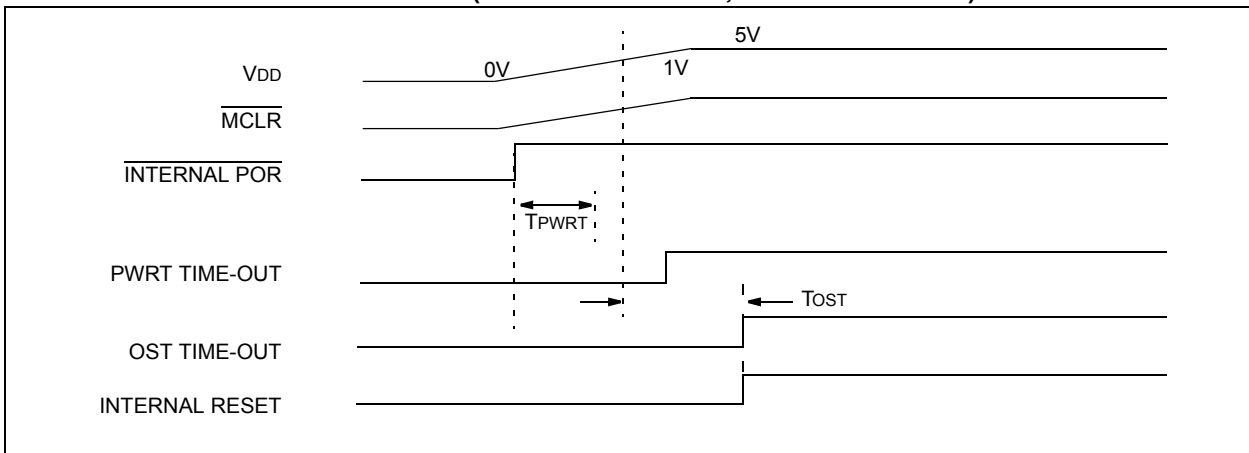 5V
VDD
0V
1V
MCLR
INTERNAL POR
TPWRT
PWRT TIME-OUT
TOST
OST TIME-OUT
INTERNAL RESET